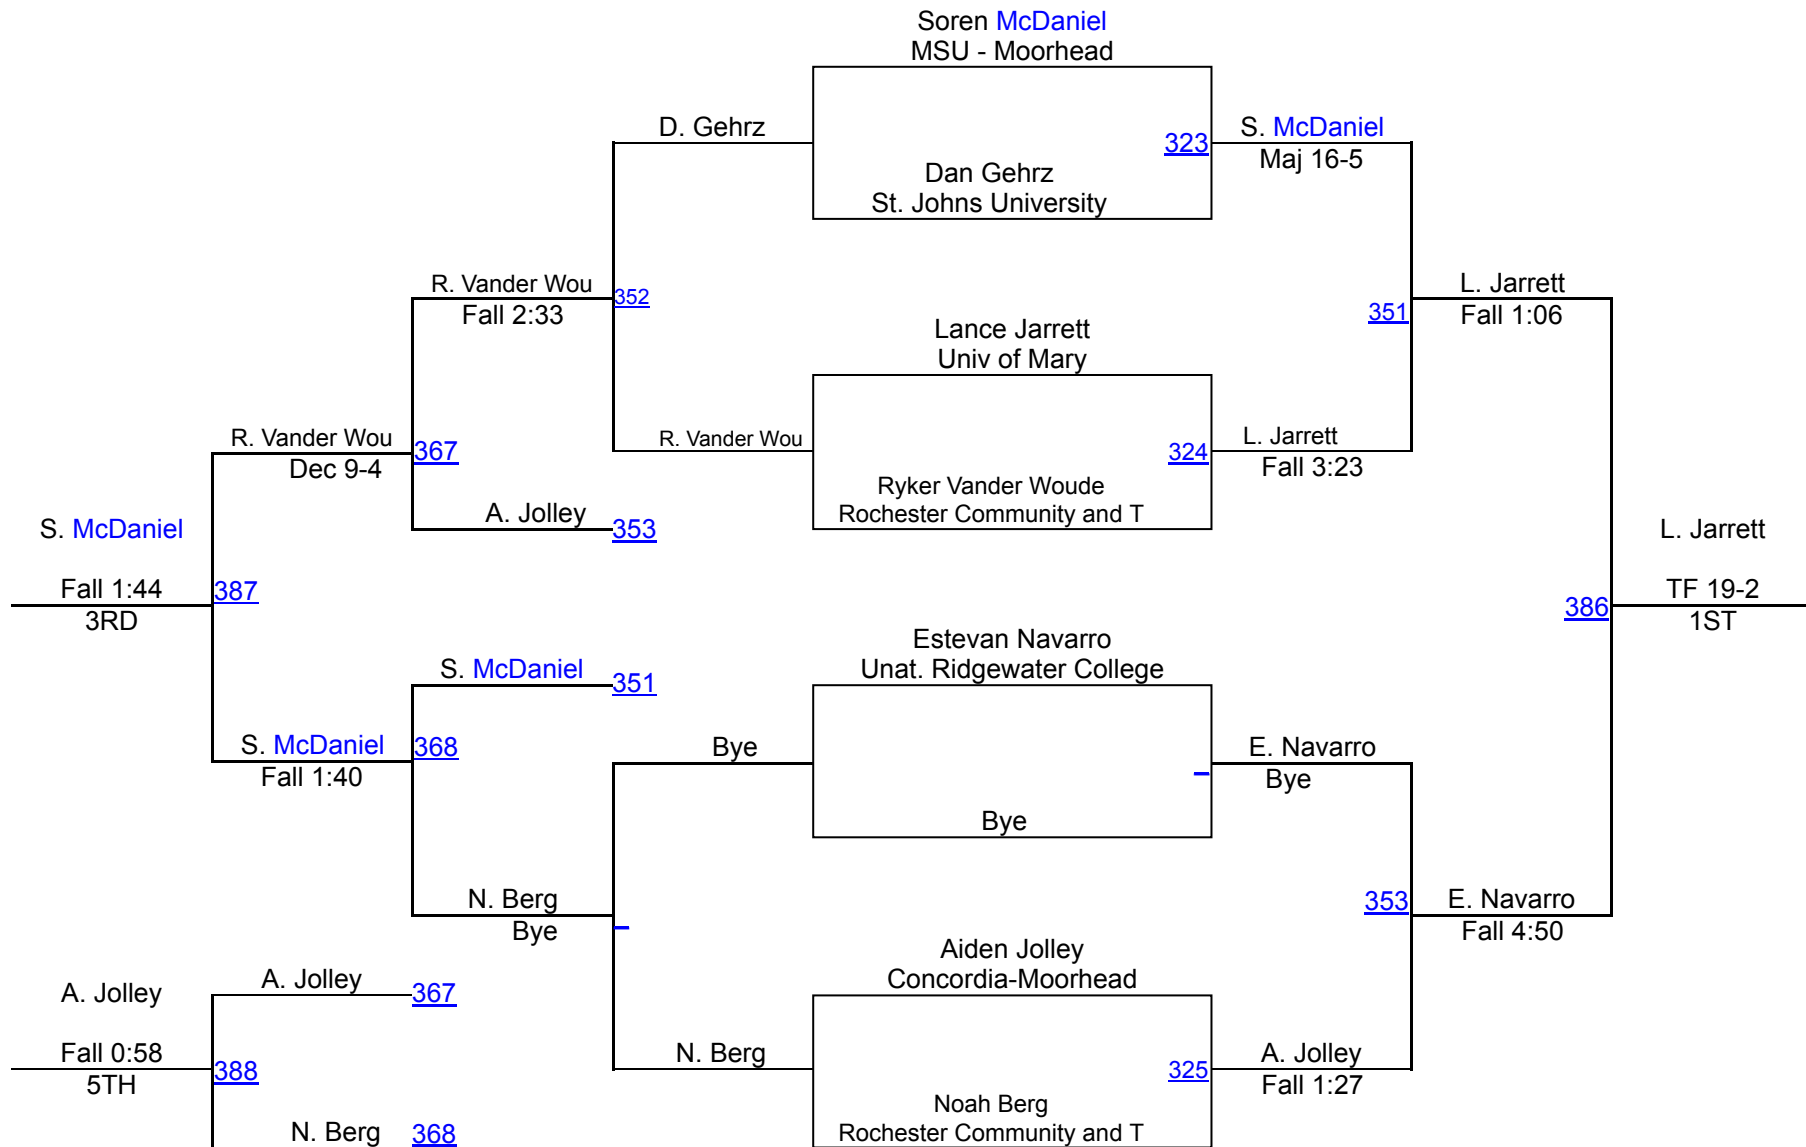 Soren McDaniel
MSU - Moorhead
D. Gehrz
323
S. McDaniel
Maj 16-5
Dan Gehrz
St. Johns University
R. Vander Wou
Fall 2:33
352
L. Jarrett
Fall 1:06
351
Lance Jarrett
Univ of Mary
R. Vander Wou
Dec 9-4
367
R. Vander Wou
324
L. Jarrett
Fall 3:23
Ryker Vander Woude
Rochester Community and T
A. Jolley
353
S. McDaniel
Fall 1:44
3RD
387
L. Jarrett
TF 19-2
1ST
386
Estevan Navarro
Unat. Ridgewater College
S. McDaniel
351
S. McDaniel
Fall 1:40
368
Bye
E. Navarro
Bye
Bye
N. Berg
Bye
353
E. Navarro
Fall 4:50
Aiden Jolley
Concordia-Moorhead
A. Jolley
Fall 0:58
5TH
A. Jolley
367
388
N. Berg
325
A. Jolley
Fall 1:27
Noah Berg
Rochester Community and T
N. Berg
368